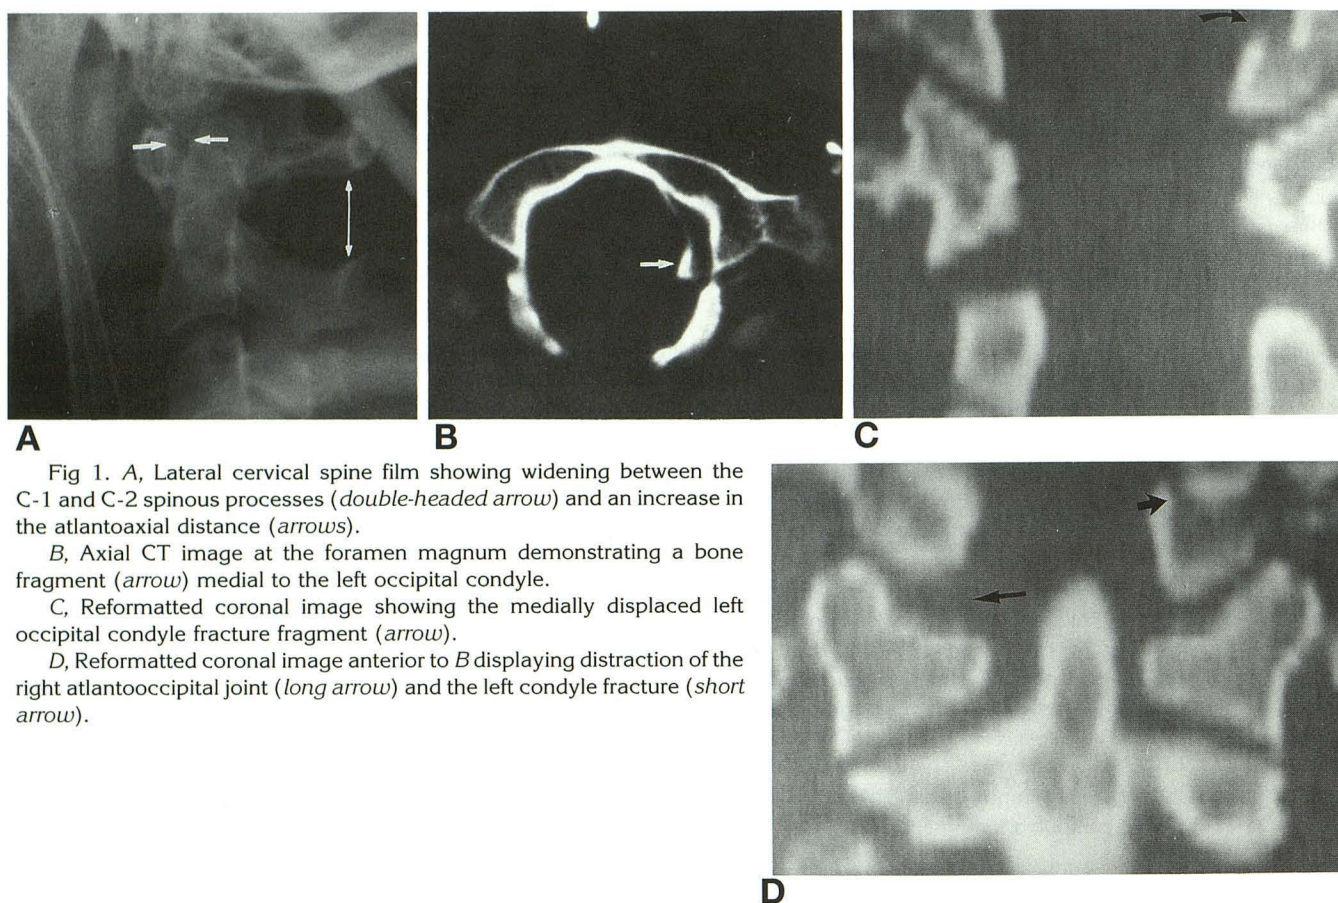 A
B
C
Fig 1. A, Lateral cervical spine film showing widening between the
C-1 and C-2 spinous processes (double-headed arrow) and an increase in
the atlantoaxial distance (arrows).
B, Axial CT image at the foramen magnum demonstrating a bone
fragment (arrow) medial to the left occipital condyle.
C, Reformatted coronal image showing the medially displaced left
occipital condyle fracture fragment (arrow).
D, Reformatted coronal image anterior to B displaying distraction of the
right atlantooccipital joint (long arrow) and the left condyle fracture (short
arrow).
D